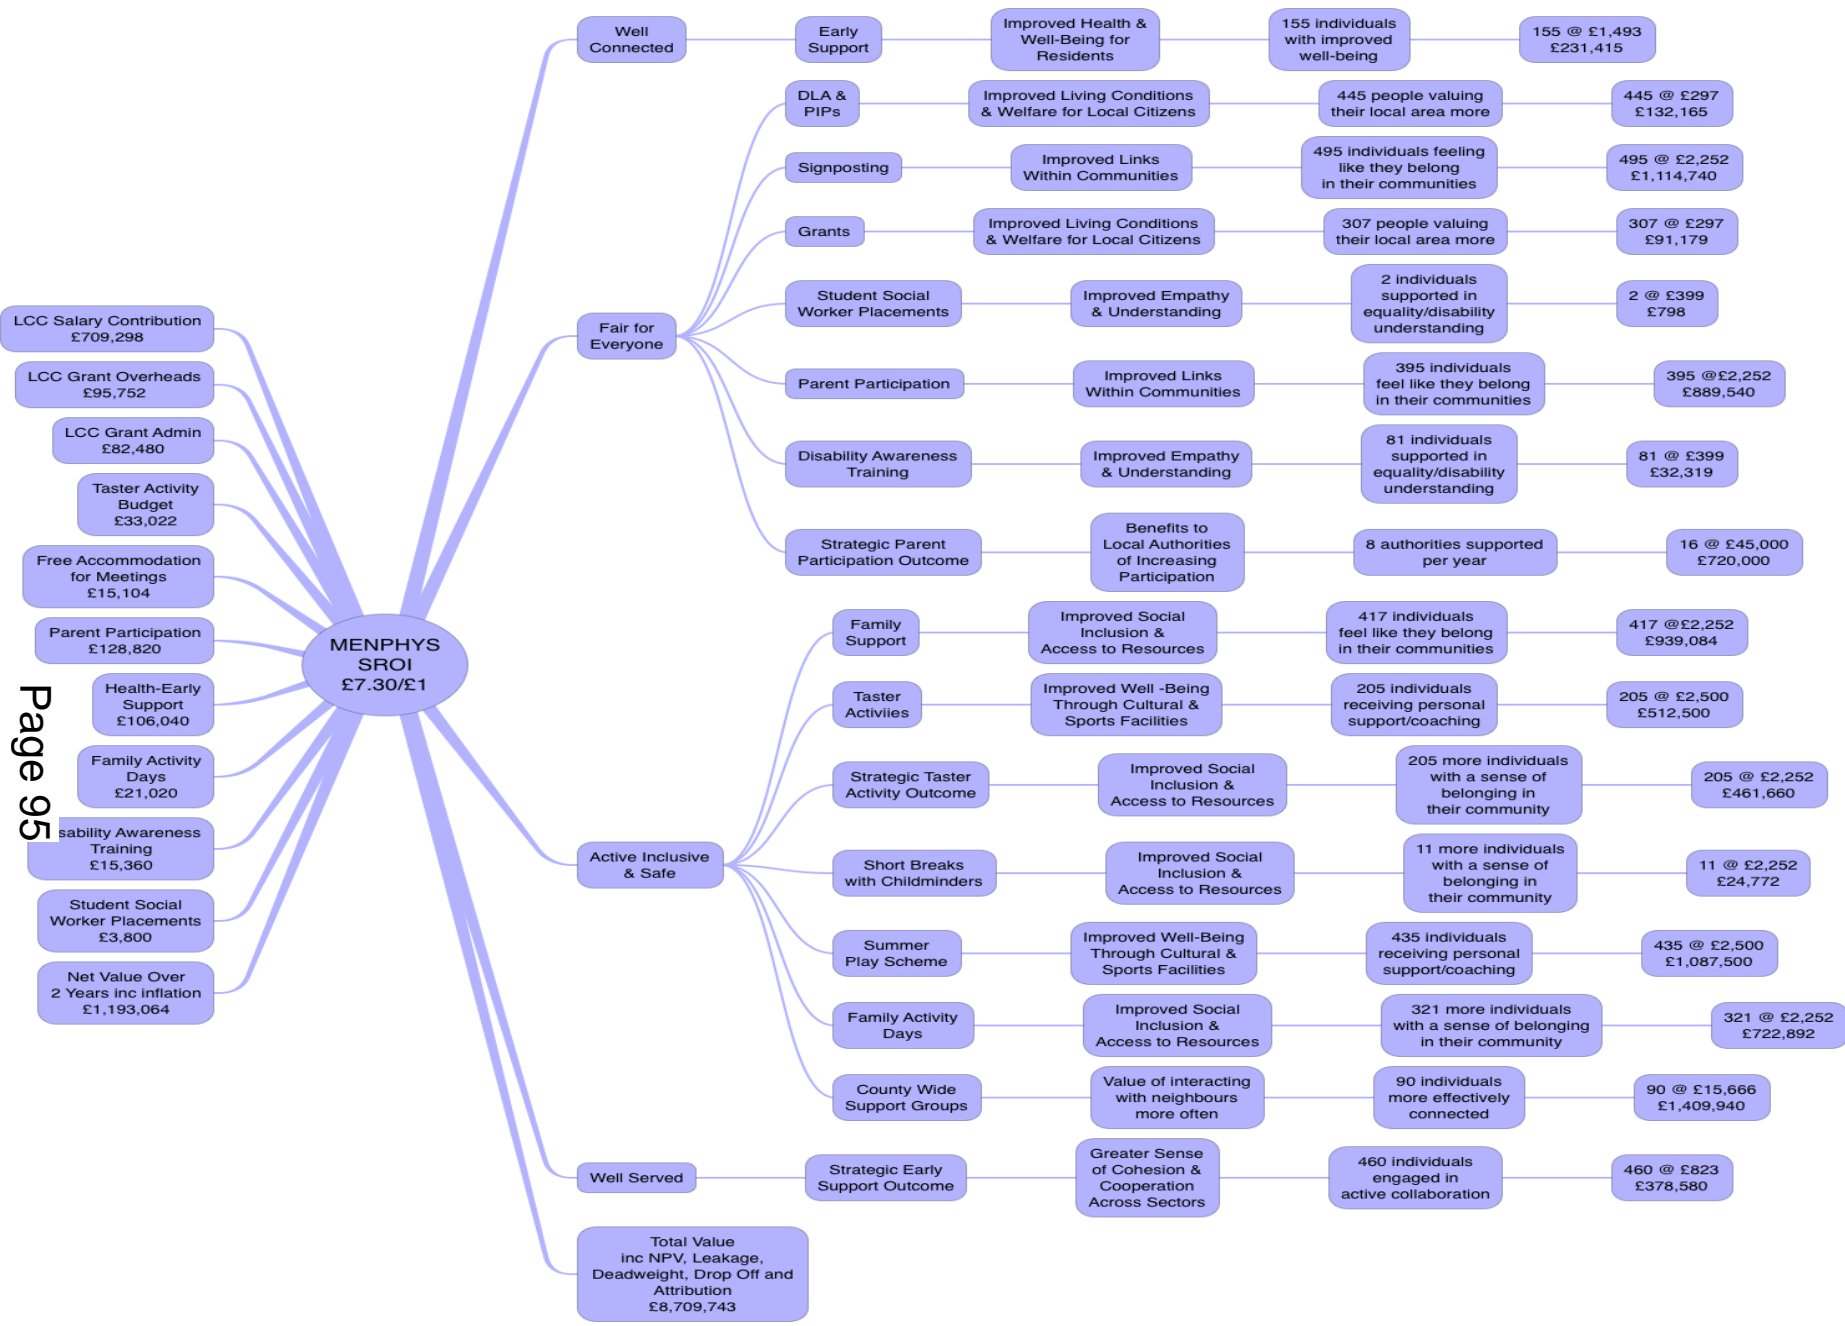 LCC Salary Contribution
£709,298
LCC Grant Overheads
£95,752
LCC Grant Admin
£82,480
Taster Activity
Budget
£33,022
Free Accommodation
for Meetings
£15,104
Parent Participation
£128,820
Health-Early
Support
£106,040
Family Activity
Days
£21,020
sability Awareness
Training
£15,360
Student Social
Worker Placements
£3,800
Net Value Over
2 Years inc inflation
£1,193,064
Page 95
MENPHYS
SROI
£7.30/£1
Well
Connected
Early
Support
Improved Health &
Well-Being for
Residents
155 individuals
with improved
well-being
155 @ £1,493
£231,415
Fair for
Everyone
DLA &
PIPs
Improved Living Conditions
& Welfare for Local Citizens
445 people valuing
their local area more
445 @ £297
£132,165
Signposting
Improved Links
Within Communities
495 individuals feeling
like they belong
in their communities
495 @ £2,252
£1,114,740
Grants
Improved Living Conditions
& Welfare for Local Citizens
307 people valuing
their local area more
307 @ £297
£91,179
Student Social
Worker Placements
Improved Empathy
& Understanding
2 individuals
supported in
equality/disability
understanding
2 @ £399
£798
Parent Participation
Improved Links
Within Communities
395 individuals
feel like they belong
in their communities
395 @£2,252
£889,540
Disability Awareness
Training
Improved Empathy
& Understanding
81 individuals
supported in
equality/disability
understanding
81 @ £399
£32,319
Strategic Parent
Participation Outcome
Benefits to
Local Authorities
of Increasing
Participation
8 authorities supported
per year
16 @ £45,000
£720,000
Active Inclusive
& Safe
Family
Support
Improved Social
Inclusion &
Access to Resources
417 individuals
feel like they belong
in their communities
417 @£2,252
£939,084
Taster
Activiies
Improved Well -Being
Through Cultural &
Sports Facilities
205 individuals
receiving personal
support/coaching
205 @ £2,500
£512,500
Strategic Taster
Activity Outcome
Improved Social
Inclusion &
Access to Resources
205 more individuals
with a sense of
belonging in
their community
205 @ £2,252
£461,660
Short Breaks
with Childminders
Improved Social
Inclusion &
Access to Resources
11 more individuals
with a sense of
belonging in
their community
11 @ £2,252
£24,772
Summer
Play Scheme
Improved Well-Being
Through Cultural &
Sports Facilities
435 individuals
receiving personal
support/coaching
435 @ £2,500
£1,087,500
Family Activity
Days
Improved Social
Inclusion &
Access to Resources
321 more individuals
with a sense of belonging
in their community
321 @ £2,252
£722,892
County Wide
Support Groups
Value of interacting
with neighbours
more often
90 individuals
more effectively
connected
90 @ £15,666
£1,409,940
Well Served
Strategic Early
Support Outcome
Greater Sense
of Cohesion &
Cooperation
Across Sectors
460 individuals
engaged in
active collaboration
460 @ £823
£378,580
Total Value
inc NPV, Leakage,
Deadweight, Drop Off and
Attribution
£8,709,743